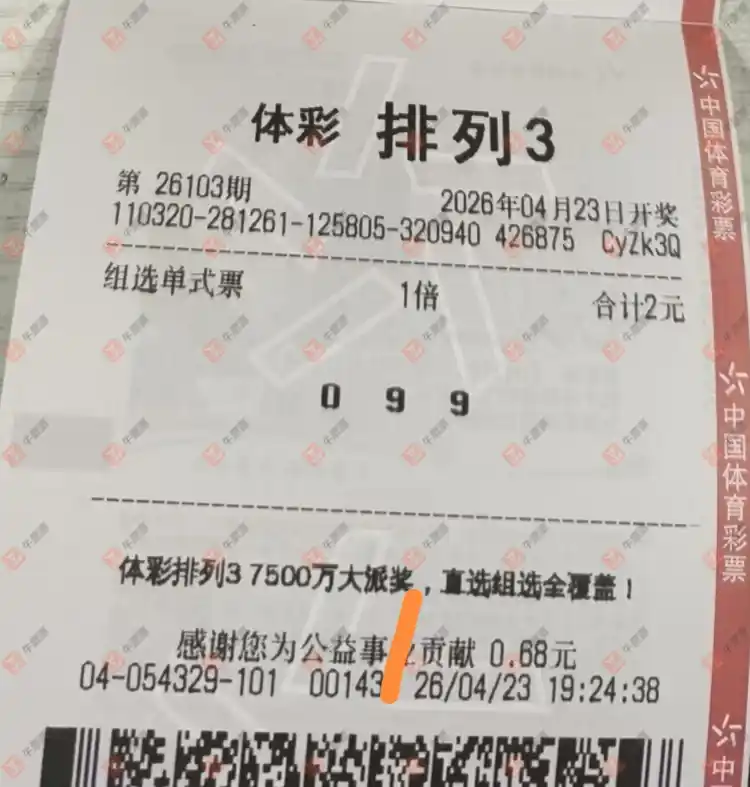 体彩 排列3
第 26103期
2026年04月23日开奖
110320-281261-125805-320940 426875 CyZk3Q
组选单式票 1倍 合计2元
0 9 9
体彩排列3 7500万大派奖，直选组选全覆盖！
感谢您为公益事业贡献 0.68元
04-054329-101 00143 26/04/23 19:24:38
中国体育彩票
中国体育彩票
中